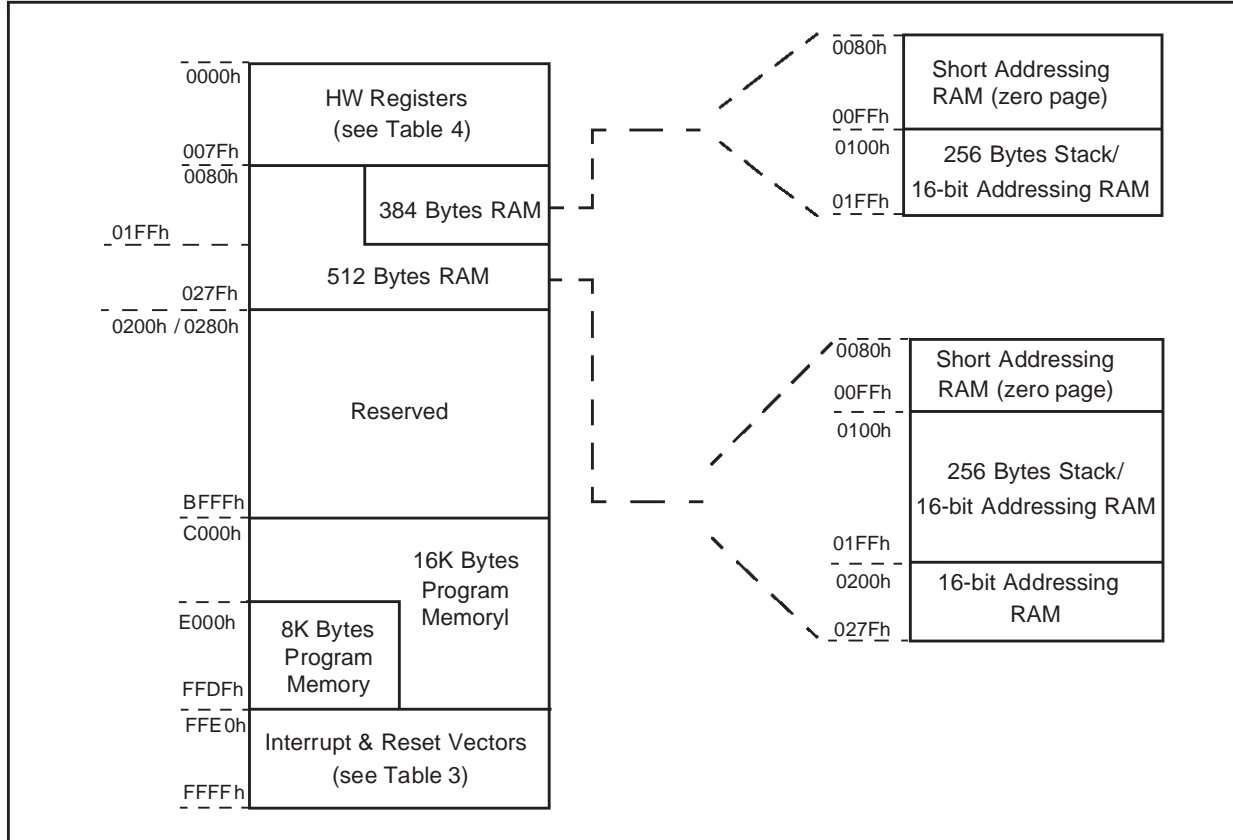 0000h
HW Registers
(see Table 4)
007Fh
0080h
384 Bytes RAM
01FFh
512 Bytes RAM
027Fh
0200h / 0280h
Reserved
BFFFh
C000h
16K Bytes
Program
Memoryl
E000h
8K Bytes
Program
Memory
FFDFh
FFE0h
Interrupt & Reset Vectors
(see Table 3)
FFFFh
0080h
Short Addressing
RAM (zero page)
00FFh
0100h
256 Bytes Stack/
16-bit Addressing RAM
01FFh
0080h
Short Addressing
RAM (zero page)
00FFh
0100h
256 Bytes Stack/
16-bit Addressing RAM
01FFh
0200h
16-bit Addressing
RAM
027Fh